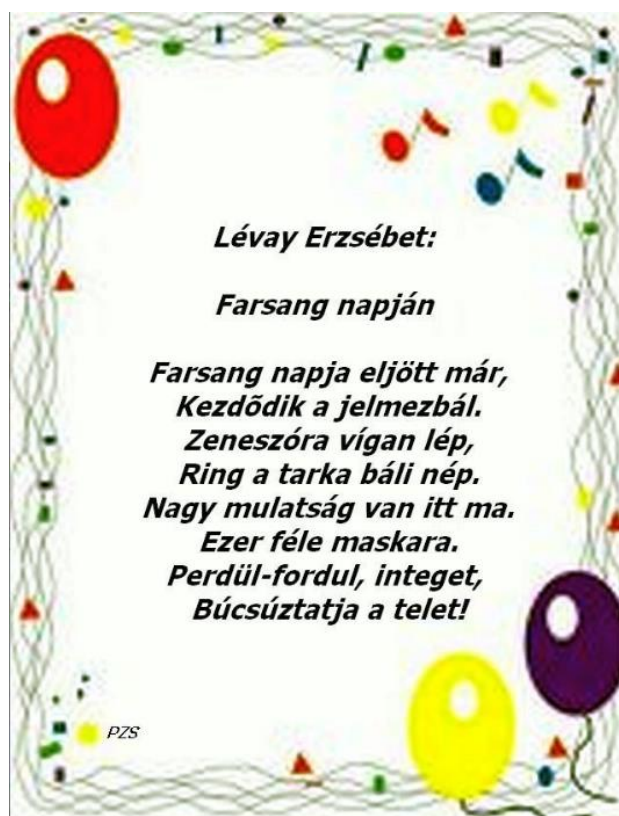 Lévay Erzsébet:
Farsang napján
Farsang napja eljött már,
Kezdõdik a jelmezbál.
Zeneszóra vígan lép,
Ring a tarka báli nép.
Nagy mulatság van itt ma.
Ezer féle maskara.
Perdül-fordul, integet,
Búcsúztatja a telet!
PZS